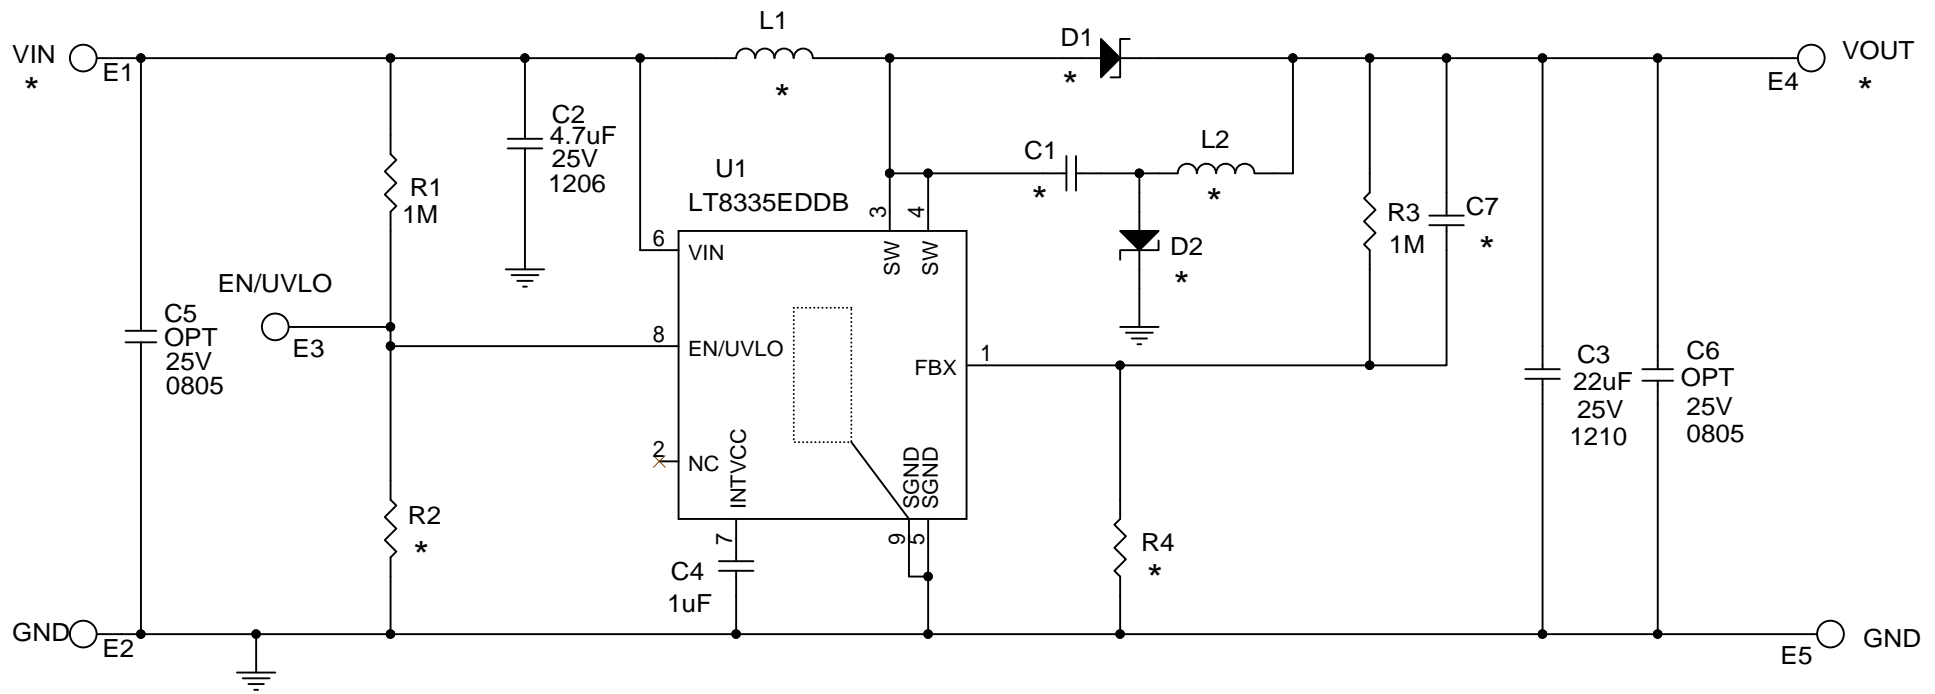 VIN
*
E1
L1
*
D1
*
VOUT
*
E4
C2
4.7uF
25V
1206
R1
1M
U1
LT8335EDDB
C1
*
L2
*
D2
*
R3
1M
C7
*
3
4
SW
SW
6
VIN
EN/UVLO
E3
C5
OPT
25V
0805
8
EN/UVLO
FBX
1
C3
22uF
25V
1210
C6
OPT
25V
0805
2
NC
INTVCC
SGND
SGND
R2
*
7
9
5
C4
1uF
R4
*
GND
E2
E5
GND